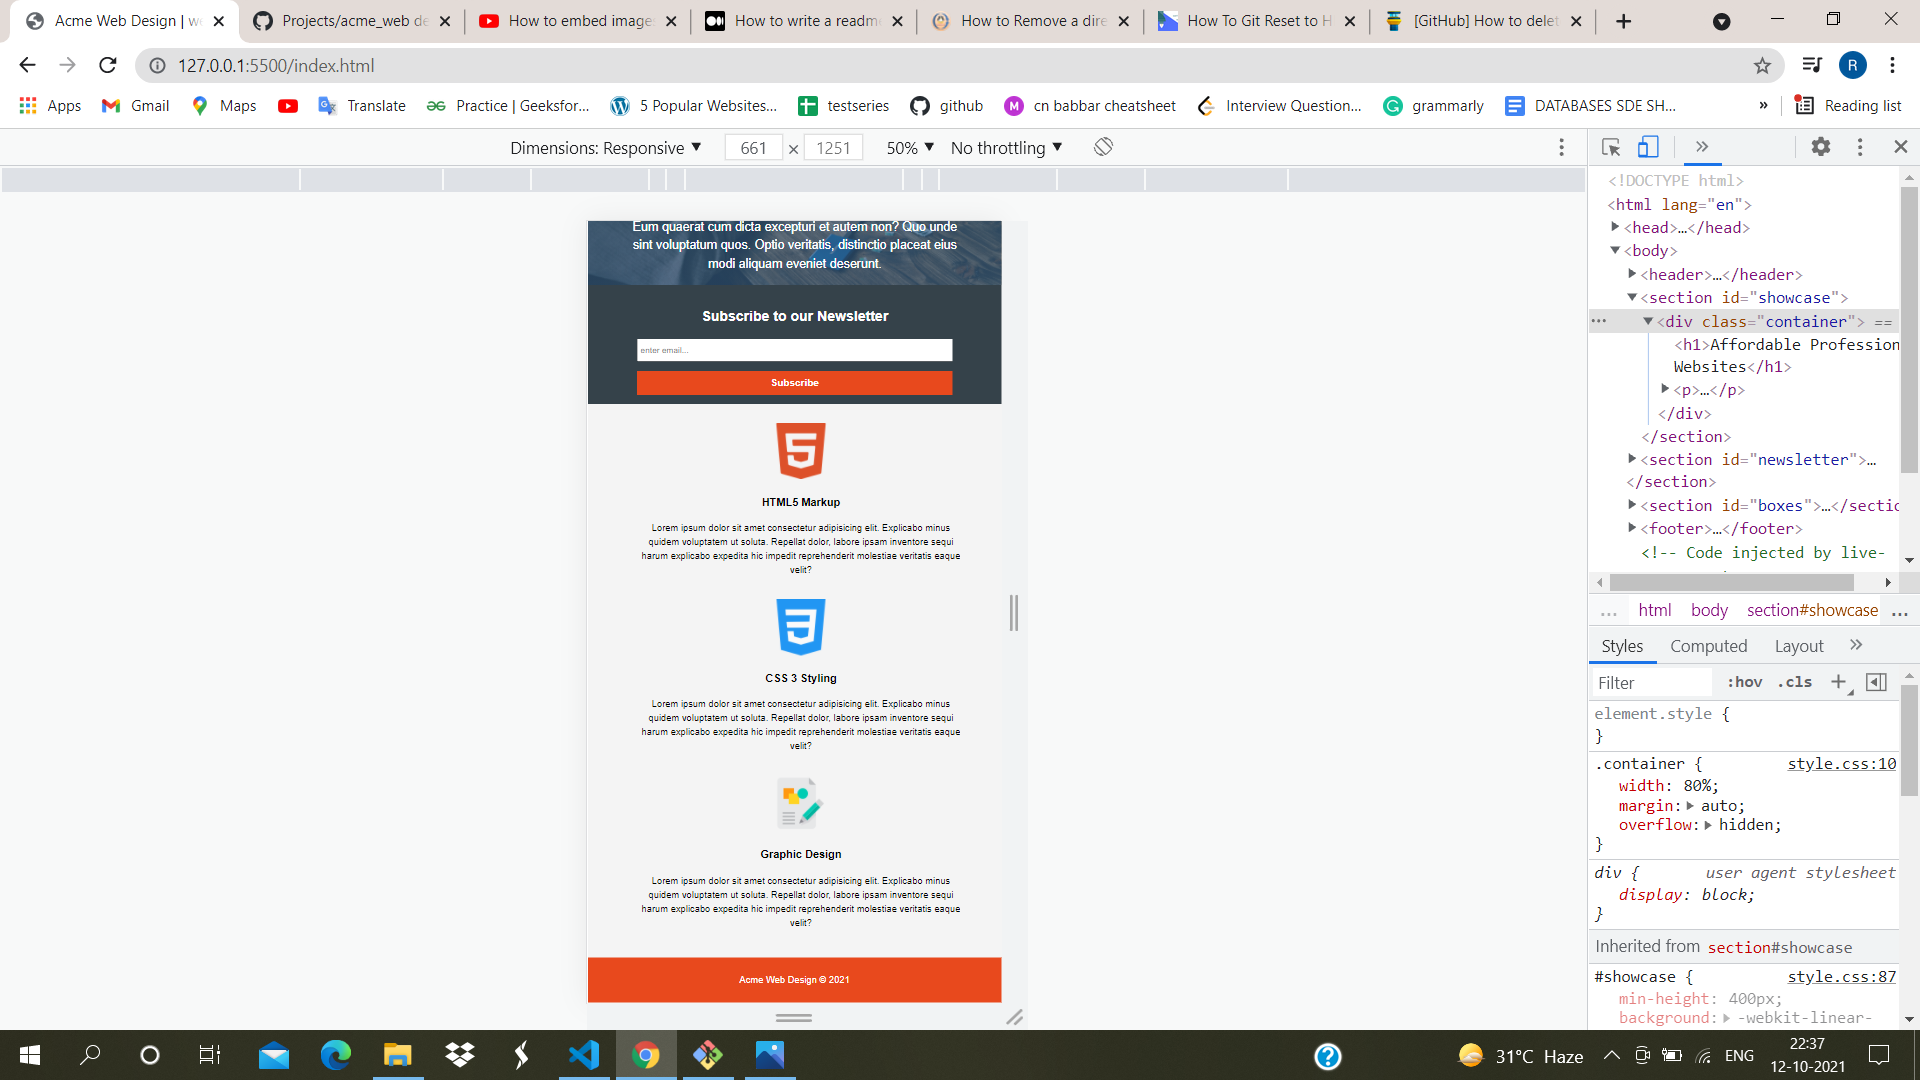 Acme Web Design | we
Projects/acme_web de
How to embed image
How to write a readme
How to Remove a dire
How To Git Reset to H
[GitHub] How to delet
127.0.0.1:5500/index.html
R
Apps
Gmail
Maps
Translate
Practice | Geeksfor...
5 Popular Websites...
testseries
github
cn babbar cheatsheet
Interview Question...
grammarly
DATABASES SDE SH...
»
Reading list
Dimensions: Responsive
661 × 1251
50%
No throttling
Eum quaerat cum dicta excepturi et autem non? Quo unde
sint voluptatum quos. Optio veritatis, distinctio placeat eius
modi aliquam eveniet deserunt.
Subscribe to our Newsletter
enter email...
Subscribe
HTML5 Markup
Lorem ipsum dolor sit amet consectetur adipisicing elit. Explicabo minus
quidem voluptatem ut soluta. Repellat dolor, labore ipsam inventore sequi
harum explicabo expedita hic impedit reprehenderit molestiae veritatis eaque
velit?
CSS 3 Styling
Lorem ipsum dolor sit amet consectetur adipisicing elit. Explicabo minus
quidem voluptatem ut soluta. Repellat dolor, labore ipsam inventore sequi
harum explicabo expedita hic impedit reprehenderit molestiae veritatis eaque
velit?
Graphic Design
Lorem ipsum dolor sit amet consectetur adipisicing elit. Explicabo minus
quidem voluptatem ut soluta. Repellat dolor, labore ipsam inventore sequi
harum explicabo expedita hic impedit reprehenderit molestiae veritatis eaque
velit?
Acme Web Design © 2021
<!DOCTYPE html>
<html lang="en">
<head>…</head>
<body>
<header>…</header>
<section id="showcase">
<div class="container"> ==
<h1>Affordable Profession
Websites</h1>
<p>…</p>
</div>
</section>
<section id="newsletter">…
</section>
<section id="boxes">…</sectio
<footer>…</footer>
<!-- Code injected by live-
... html body section#showcase ...
Styles Computed Layout »
Filter :hov .cls
element.style {
}
.container { style.css:10
width: 80%;
margin: auto;
overflow: hidden;
}
div { user agent stylesheet
display: block;
}
Inherited from section#showcase
#showcase { style.css:87
min-height: 400px;
background: -webkit-linear-
31°C Haze
ENG
22:37
12-10-2021